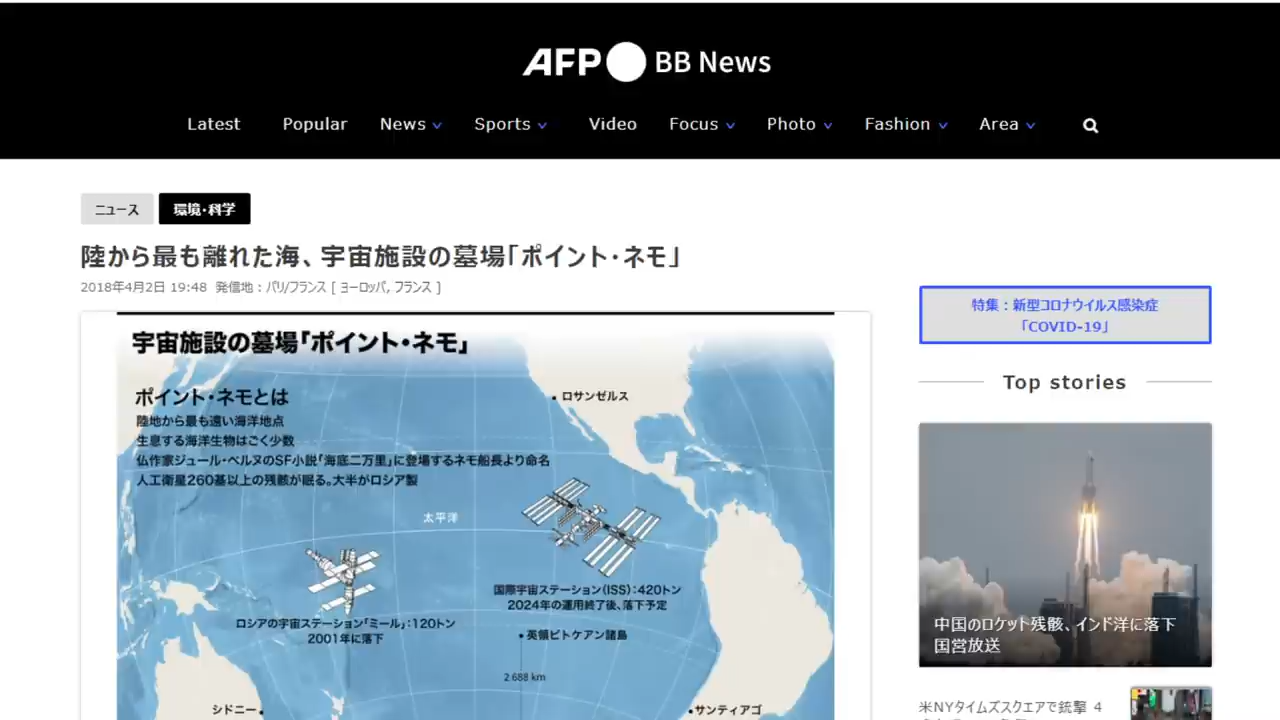 AFP BB News
Latest Popular News Sports Video Focus Photo Fashion Area
ニュース 環境・科学
陸から最も離れた海、宇宙施設の墓場「ポイント・ネモ」
2018年4月2日 19:48 発信地：パリ/フランス [ ヨーロッパ, フランス ]
宇宙施設の墓場「ポイント・ネモ」
ポイント・ネモとは
陸地から最も遠い海洋地点
生息する海洋生物はごく少数
仏作家ジュール・ベルヌのSF小説「海底二万里」に登場するネモ船長より命名
人工衛星260基以上の残骸が眠る。大半がロシア製
ロサンゼルス
太平洋
国際宇宙ステーション(ISS)：420トン
2024年の運用終了後、落下予定
ロシアの宇宙ステーション「ミール」：120トン
2001年に落下
英領ピトケアン諸島
2 688 km
シドニー
サンティアゴ
特集：新型コロナウイルス感染症
「COVID-19」
Top stories
中国のロケット残骸、インド洋に落下
国営放送
米NYタイムズスクエアで銃撃 4